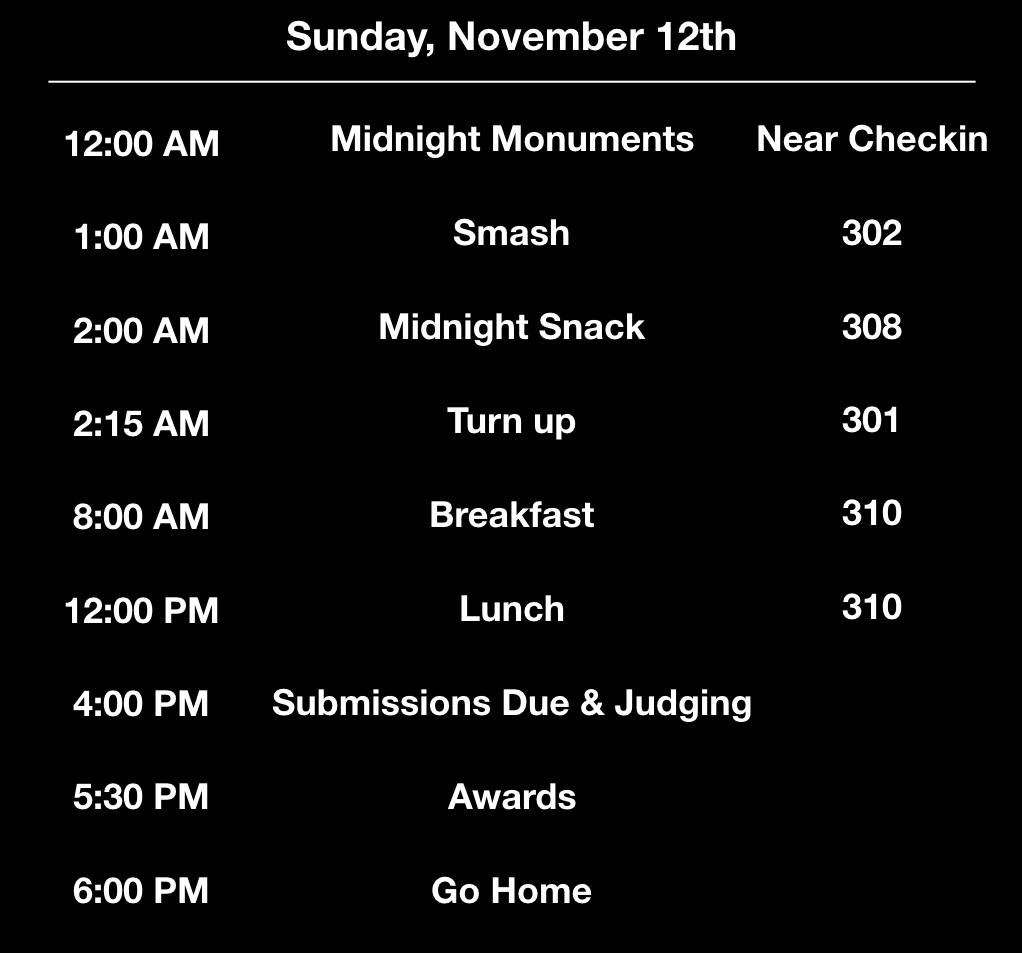 Sunday, November 12th
12:00 AM Midnight Monuments Near Checkin
1:00 AM Smash 302
2:00 AM Midnight Snack 308
2:15 AM Turn up 301
8:00 AM Breakfast 310
12:00 PM Lunch 310
4:00 PM Submissions Due & Judging
5:30 PM Awards
6:00 PM Go Home